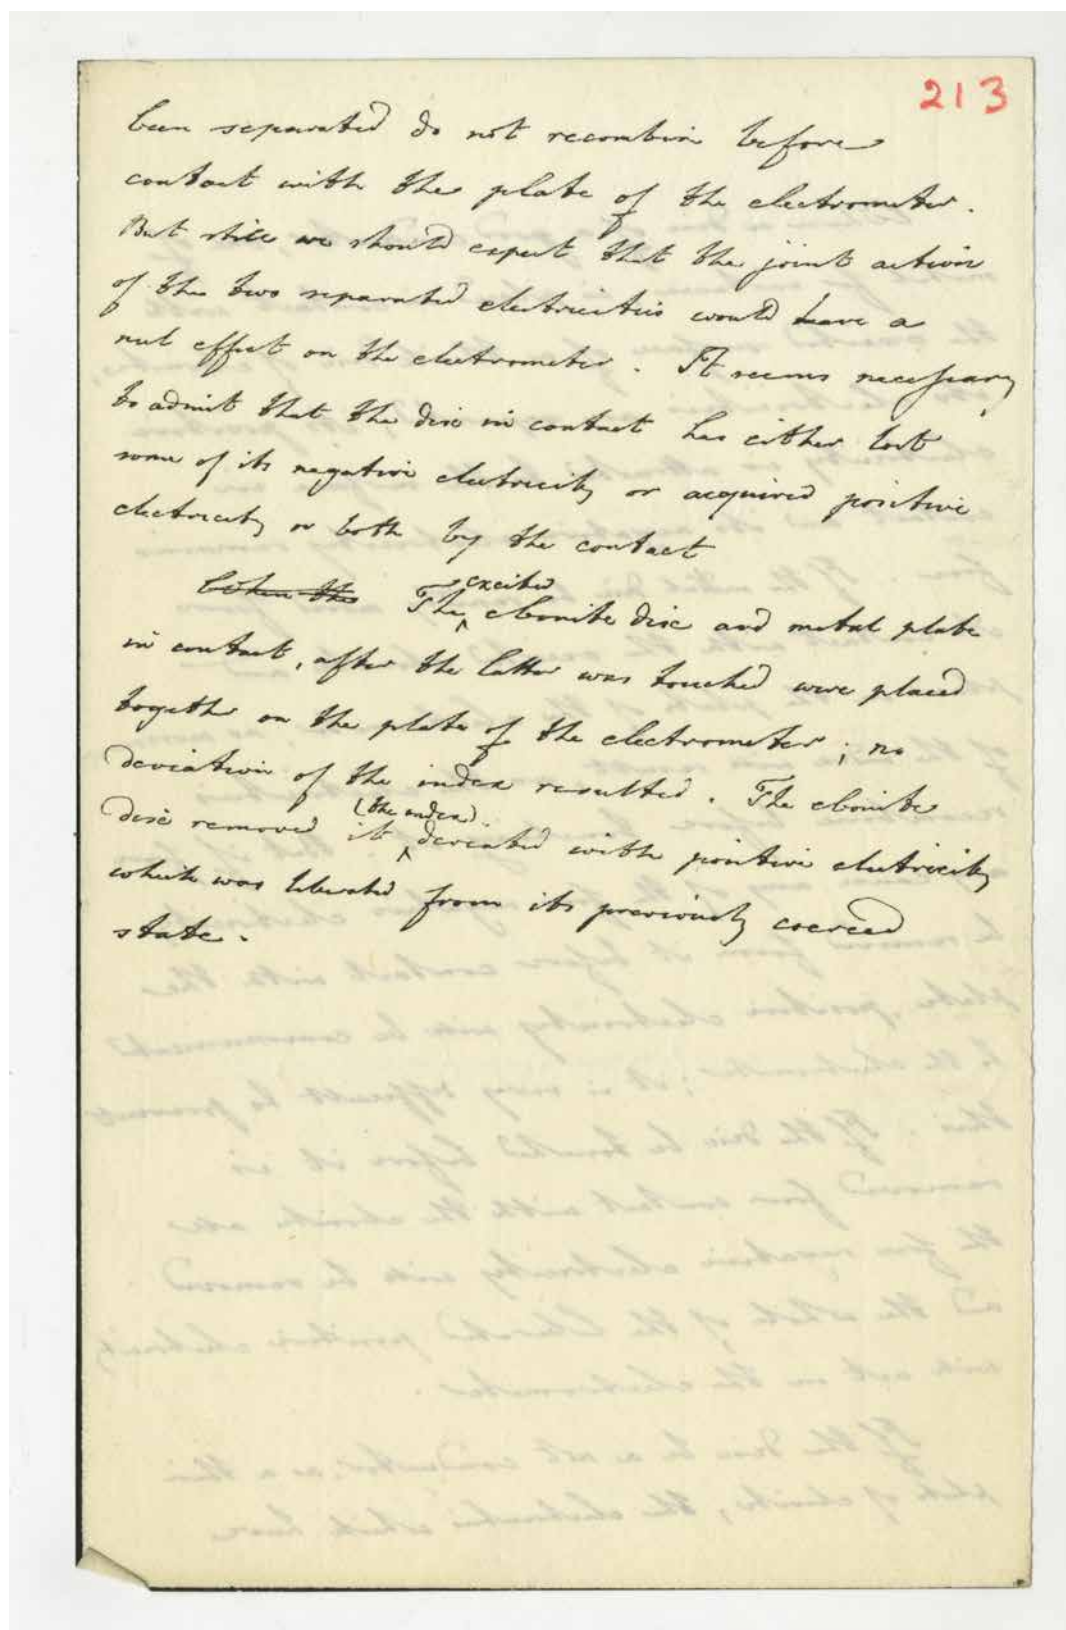 213
been separated do not recombine before
contact with the plate of the electrometer.
But still we should expect that the joint action
of the two separated electricities would have a
nul effect on the electrometer. It seems necessary
to admit that the disc in contact has either lost
some of its negative electricity or acquired positive
electricity or both by the contact
When the The excited ebonite disc and metal plate
in contact, after the latter was touched were placed
together on the plate of the electrometer; no
deviation of the index resulted. The ebonite
disc removed it (the index) deviated with positive electricity
which was liberated from its previously coerced
state.